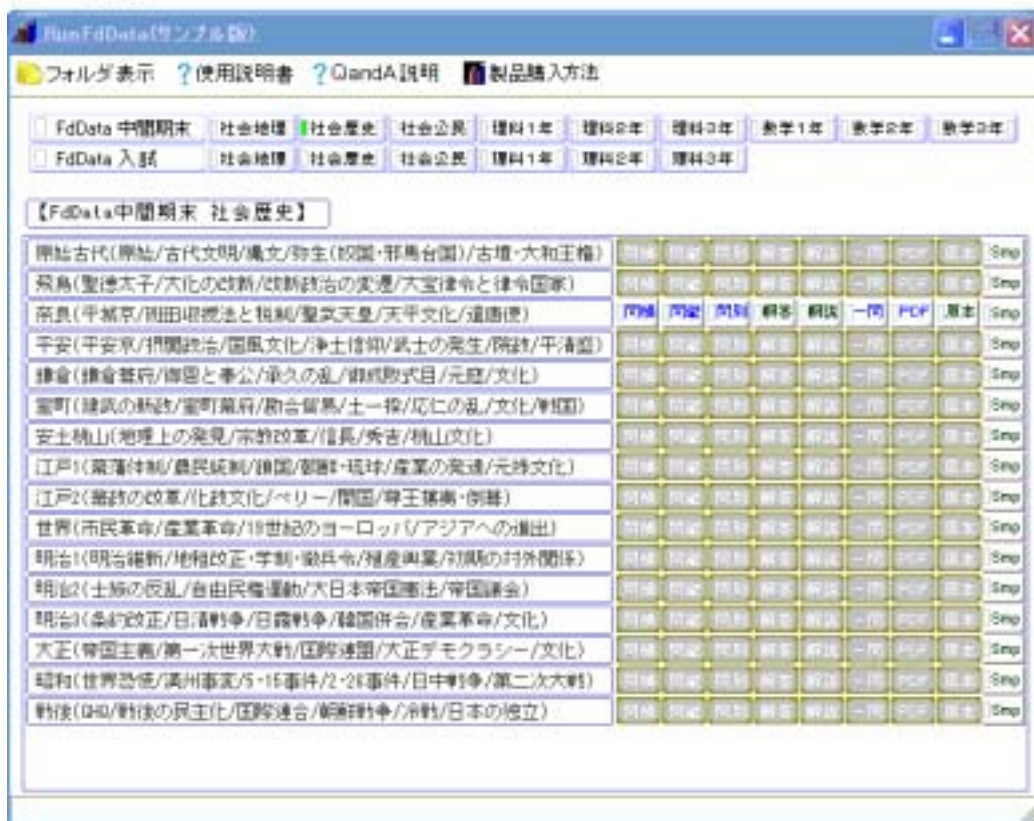 RunFdData(サンプル版)
フォルダ表示 ?使用説明書 ?QandA説明 製品購入方法
FdData 中間期末 社会地理 社会歴史 社会公民 理科1年 理科2年 理科3年 数学1年 数学2年 数学3年
FdData 入試 社会地理 社会歴史 社会公民 理科1年 理科2年 理科3年
【FdData中間期末 社会歴史】
原始古代(原始/古代文明/縄文/弥生(奴国・邪馬台国)/古墳・大和王権) Smp
飛鳥(聖徳太子/大化の改新/改新政治の変遷/大宝律令と律令国家) Smp
奈良(平城京/班田収授法と税制/聖武天皇/天平文化/遣唐使) 問横 問縦 問別 解答 解説 一問 PDF 原本 Smp
平安(平安京/摂関政治/国風文化/浄土信仰/武士の発生/院政/平清盛) Smp
鎌倉(鎌倉幕府/御恩と奉公/承久の乱/御成敗式目/元寇/文化) Smp
室町(建武の新政/室町幕府/勘合貿易/土一揆/応仁の乱/文化/戦国) Smp
安土桃山(地理上の発見/宗教改革/信長/秀吉/桃山文化) Smp
江戸1(幕藩体制/農民統制/鎖国/朝鮮・琉球/産業の発達/元禄文化) Smp
江戸2(幕政の改革/化政文化/ペリー/開国/尊王攘夷・倒幕) Smp
世界(市民革命/産業革命/19世紀のヨーロッパ/アジアへの進出) Smp
明治1(明治維新/地租改正・学制・徴兵令/殖産興業/初期の対外関係) Smp
明治2(士族の反乱/自由民権運動/大日本帝国憲法/帝国議会) Smp
明治3(条約改正/日清戦争/日露戦争/韓国併合/産業革命/文化) Smp
大正(帝国主義/第一次世界大戦/国際連盟/大正デモクラシー/文化) Smp
昭和(世界恐慌/満州事変/5・15事件/2・26事件/日中戦争/第二次大戦) Smp
戦後(GHQ/戦後の民主化/国際連合/朝鮮戦争/冷戦/日本の独立) Smp